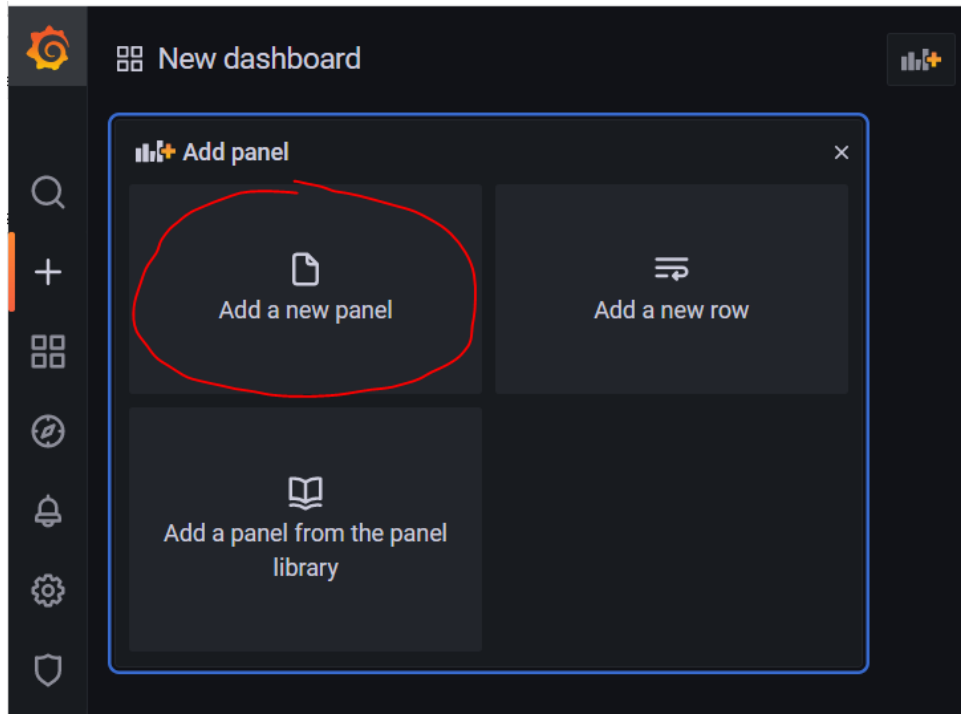 New dashboard
Add panel
Add a new panel
Add a new row
Add a panel from the panel
library